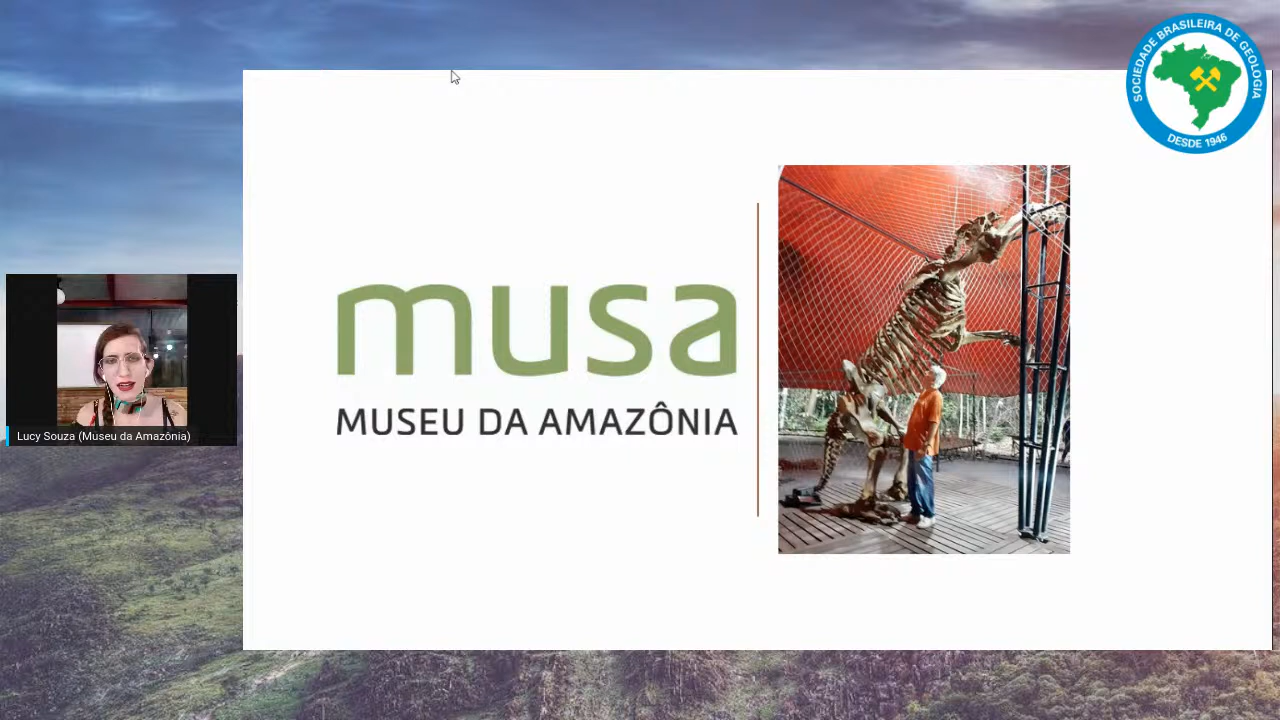 SOCIEDADE BRASILEIRA DE GEOLOGIA
DESDE 1946
musa
MUSEU DA AMAZÔNIA
Lucy Souza (Museu da Amazônia)